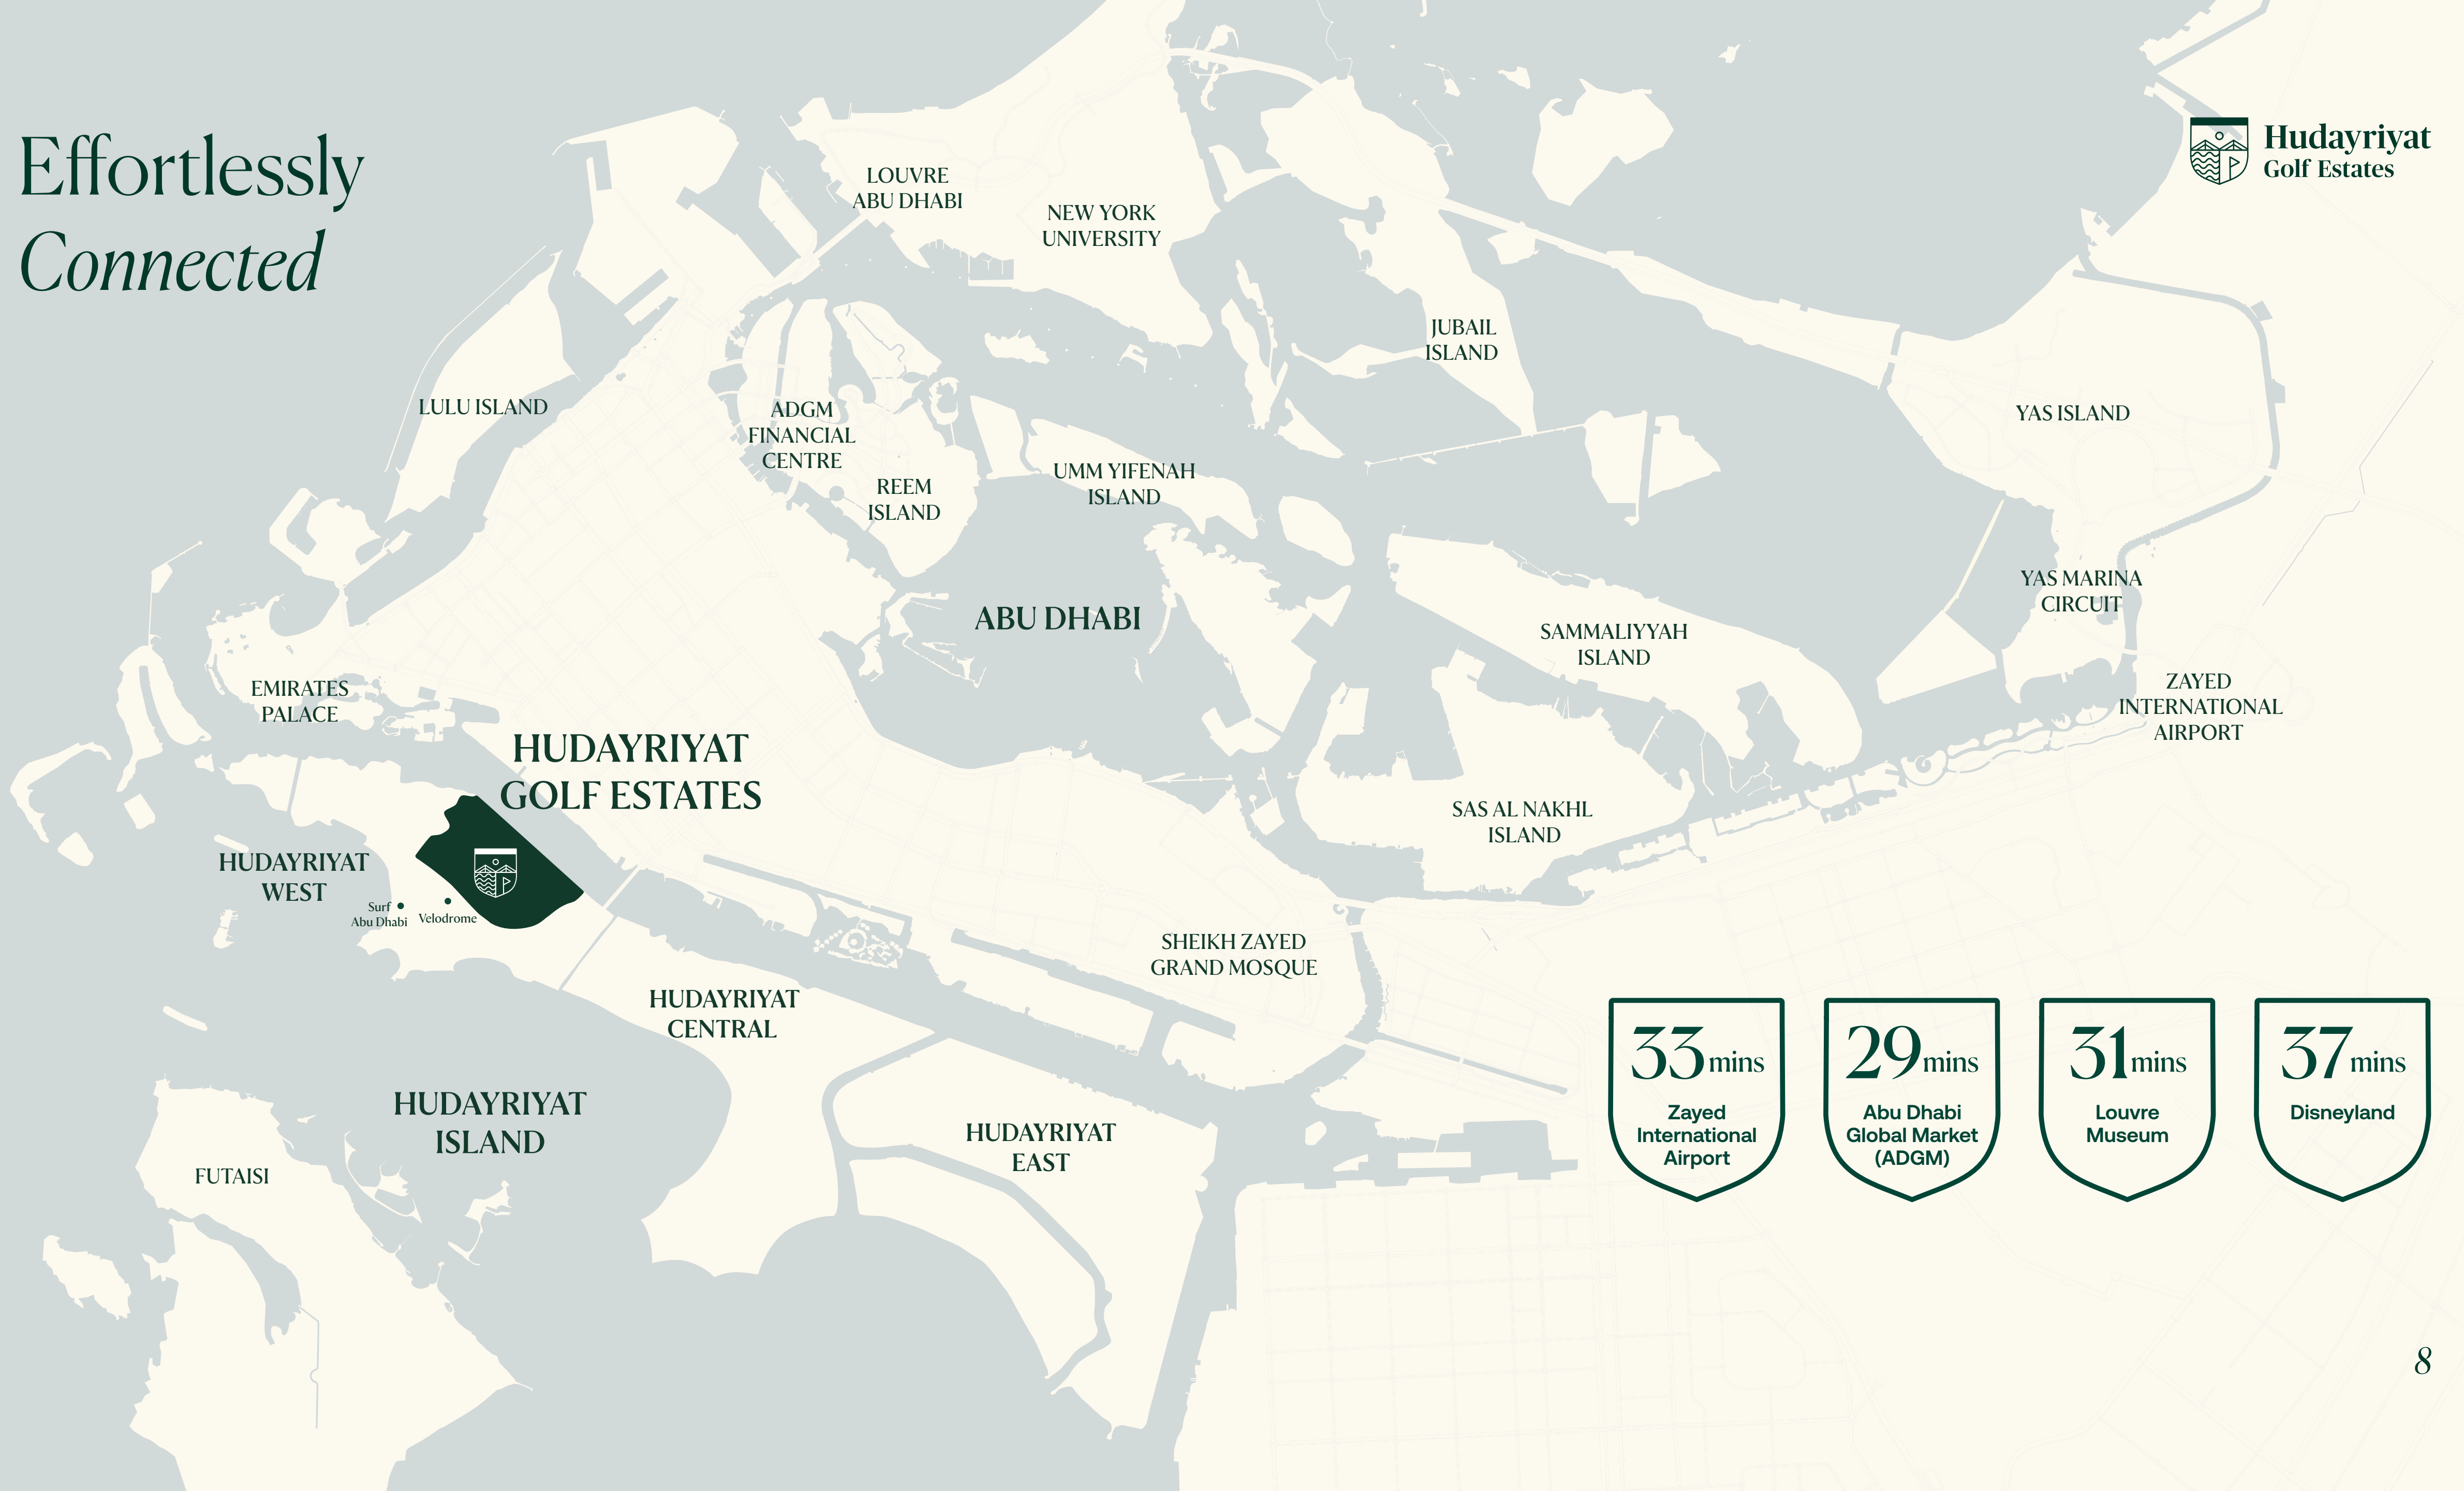 Effortlessly
Connected
Hudayriyat
Golf Estates
LOUVRE
ABU DHABI
NEW YORK
UNIVERSITY
JUBAIL
ISLAND
LULU ISLAND
ADGM
FINANCIAL
CENTRE
REEM
ISLAND
UMM YIFENAH
ISLAND
YAS ISLAND
YAS MARINA
CIRCUIT
ABU DHABI
SAMMALIYYAH
ISLAND
ZAYED
INTERNATIONAL
AIRPORT
EMIRATES
PALACE
HUDAYRIYAT
GOLF ESTATES
SAS AL NAKHL
ISLAND
HUDAYRIYAT
WEST
Surf
Abu Dhabi
Velodrome
SHEIKH ZAYED
GRAND MOSQUE
HUDAYRIYAT
CENTRAL
HUDAYRIYAT
ISLAND
HUDAYRIYAT
EAST
FUTAISI
33 mins
Zayed
International
Airport
29 mins
Abu Dhabi
Global Market
(ADGM)
31 mins
Louvre
Museum
37 mins
Disneyland
8